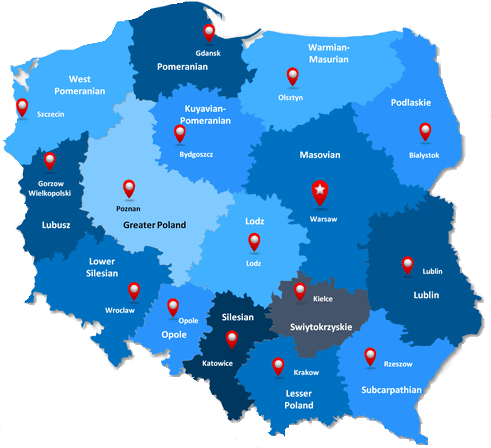 Gdansk
Pomeranian
Warmian-
Masurian
Olsztyn
West
Pomeranian
Szczecin
Kuyavian-
Pomeranian
Bydgoszcz
Podlaskie
Bialystok
Masovian
Warsaw
Gorzow
Wielkopolski
Lubusz
Poznan
Greater Poland
Lodz
Lodz
Lublin
Lublin
Lower
Silesian
Wroclaw
Opole
Opole
Silesian
Katowice
Kielce
Swiytokrzyskie
Krakow
Lesser
Poland
Rzeszow
Subcarpathian